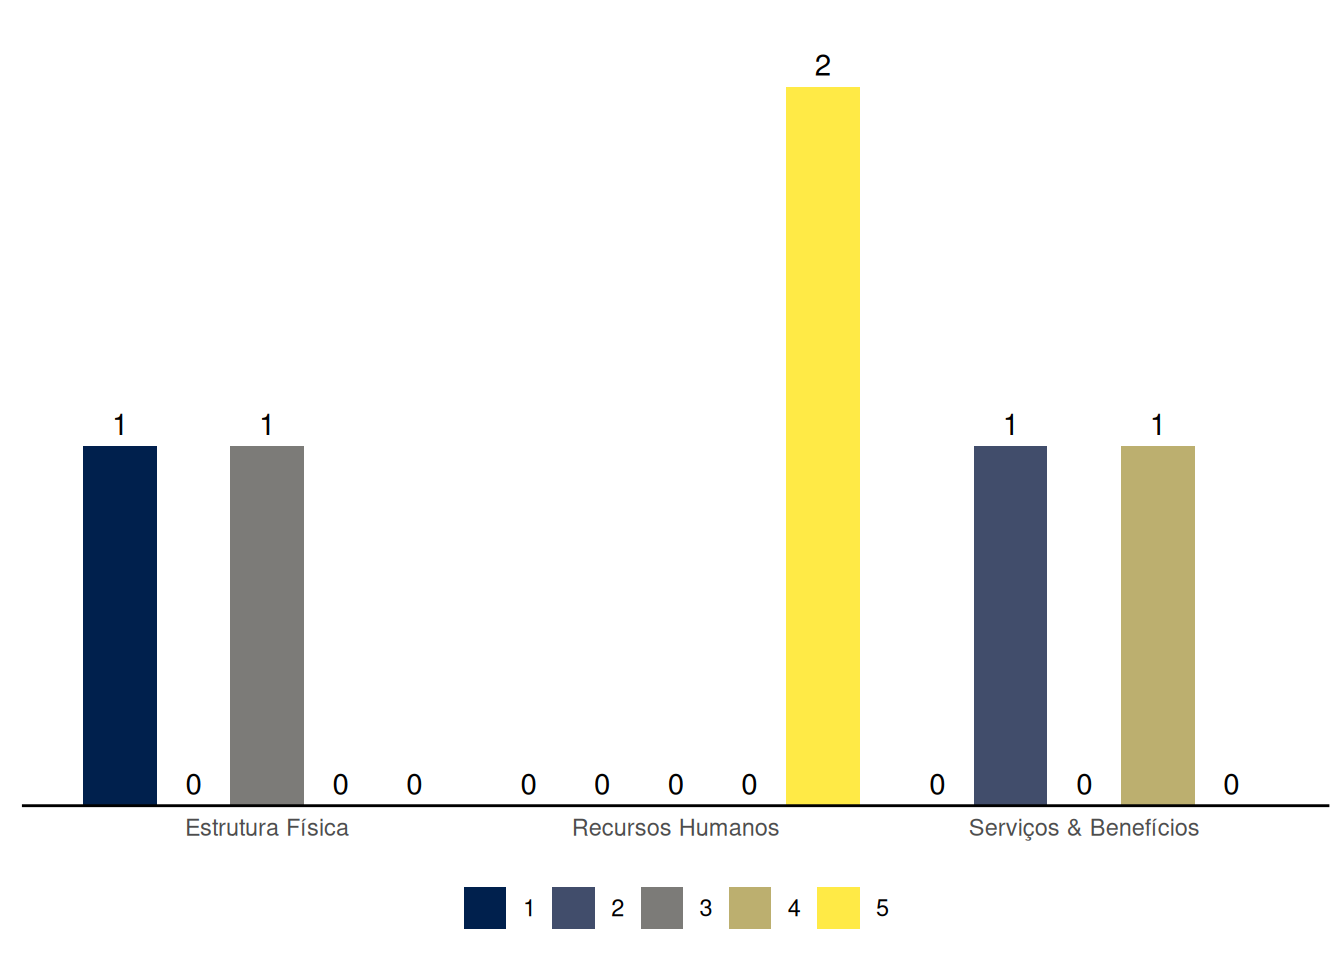 2
1 1 1 1
0 0 0 0 0 0 0 0 0 0 0
Estrutura Física Recursos Humanos Serviços & Benefícios
1 2 3 4 5